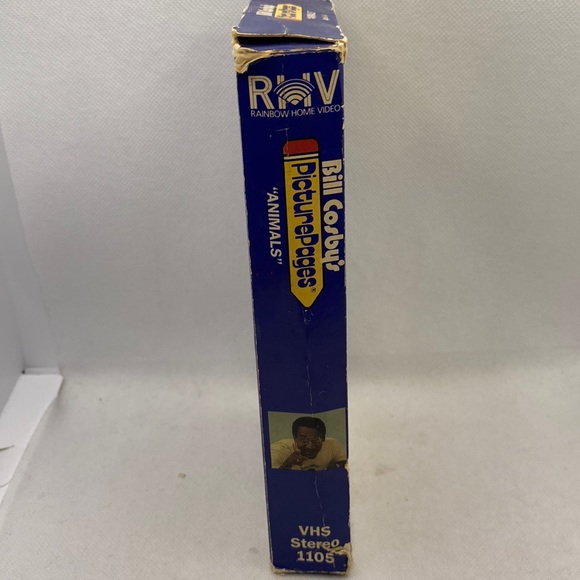 RHV
RAINBOW HOME VIDEO
Bill Cosby's
PicturePages®
"ANIMALS"
VHS
Stereo
1105